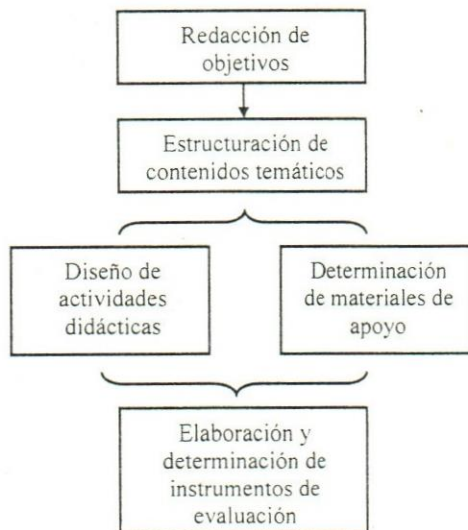 Redacción de
objetivos
Estructuración de
contenidos temáticos
Diseño de
actividades
didácticas
Determinación
de materiales de
apoyo
Elaboración y
determinación de
instrumentos de
evaluación